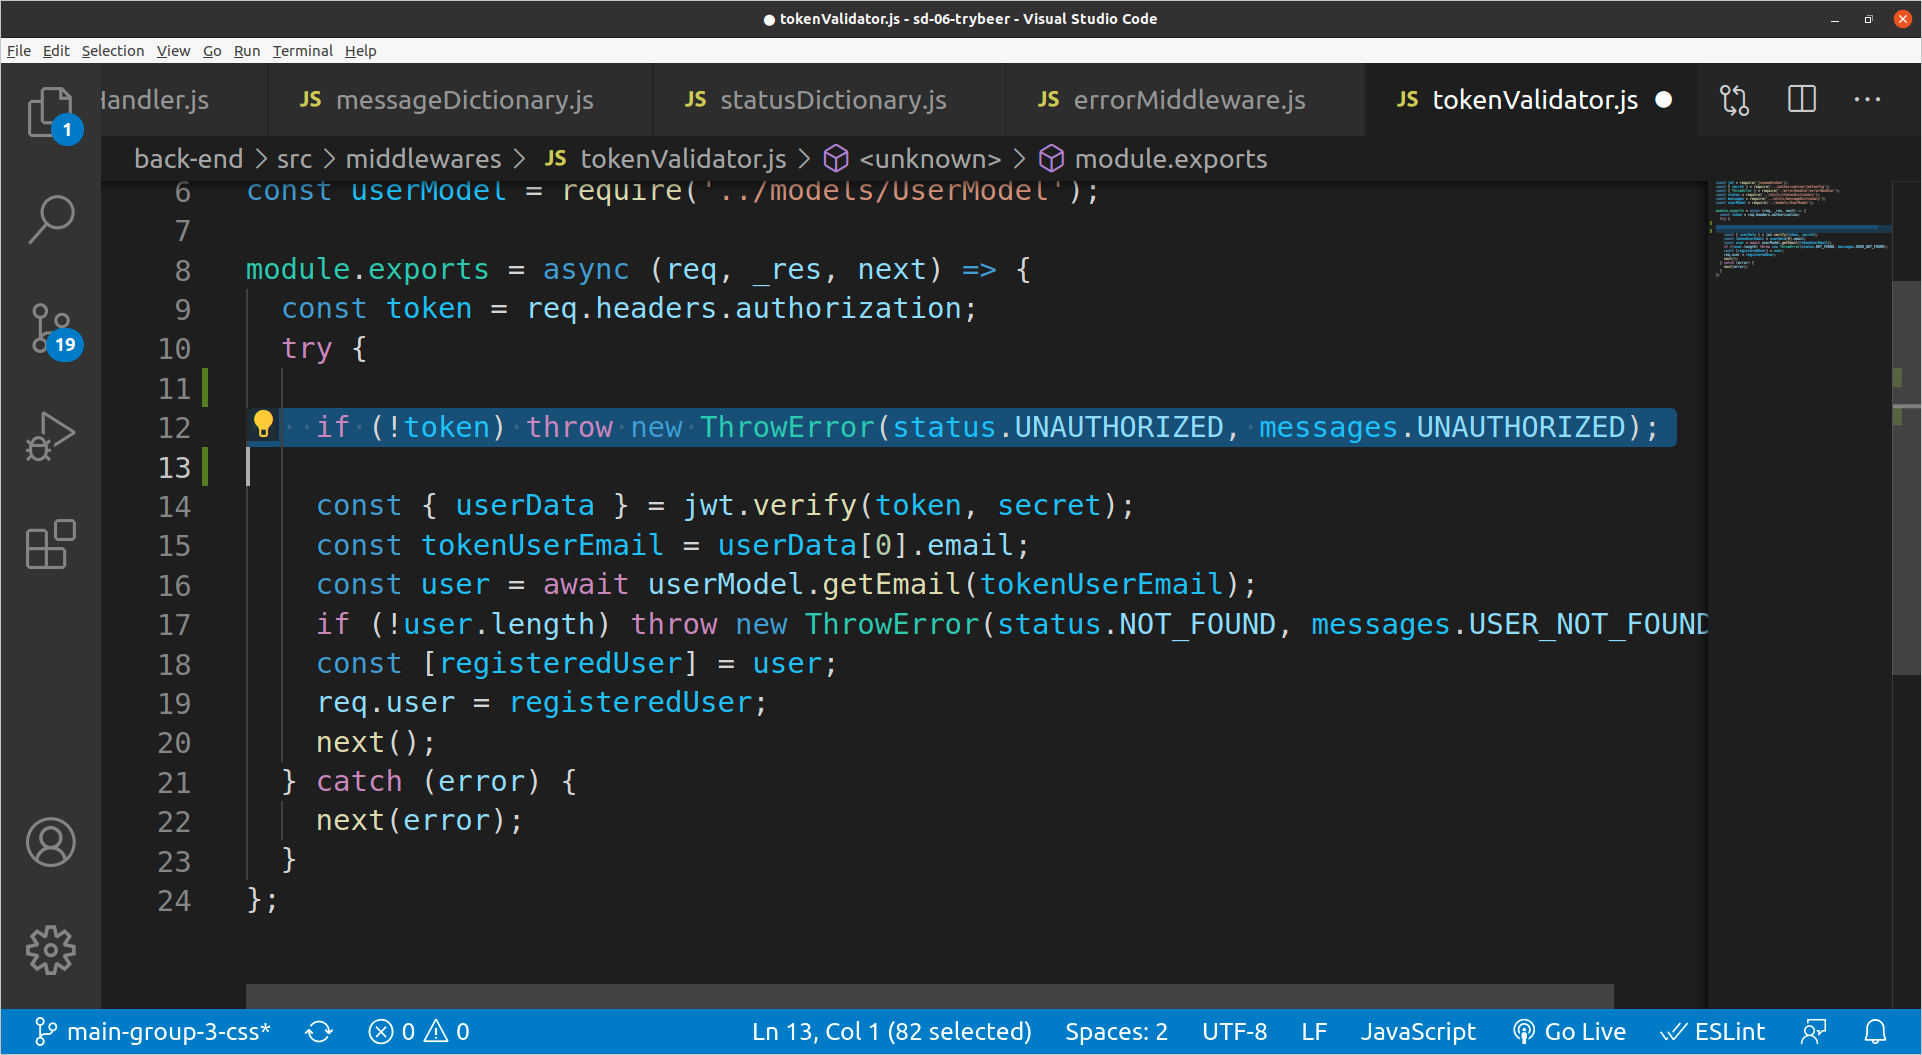 ● tokenValidator.js - sd-06-trybeer - Visual Studio Code
File Edit Selection View Go Run Terminal Help
JS messageDictionary.js JS statusDictionary.js JS errorMiddleware.js JS tokenValidator.js ●
1
back-end > src > middlewares > JS tokenValidator.js > <unknown> > module.exports
6 const userModel = require('../models/UserModel');
7
8 module.exports = async (req, _res, next) => {
9 const token = req.headers.authorization;
10 try {
19
11
12 if (!token) throw new ThrowError(status.UNAUTHORIZED, messages.UNAUTHORIZED);
13
14 const { userData } = jwt.verify(token, secret);
15 const tokenUserEmail = userData[0].email;
16 const user = await userModel.getEmail(tokenUserEmail);
17 if (!user.length) throw new ThrowError(status.NOT_FOUND, messages.USER_NOT_FOUND
18 const [registeredUser] = user;
19 req.user = registeredUser;
20 next();
21 } catch (error) {
22 next(error);
23 }
24 };
main-group-3-css* 0 0 Ln 13, Col 1 (82 selected) Spaces: 2 UTF-8 LF JavaScript Go Live ESLint